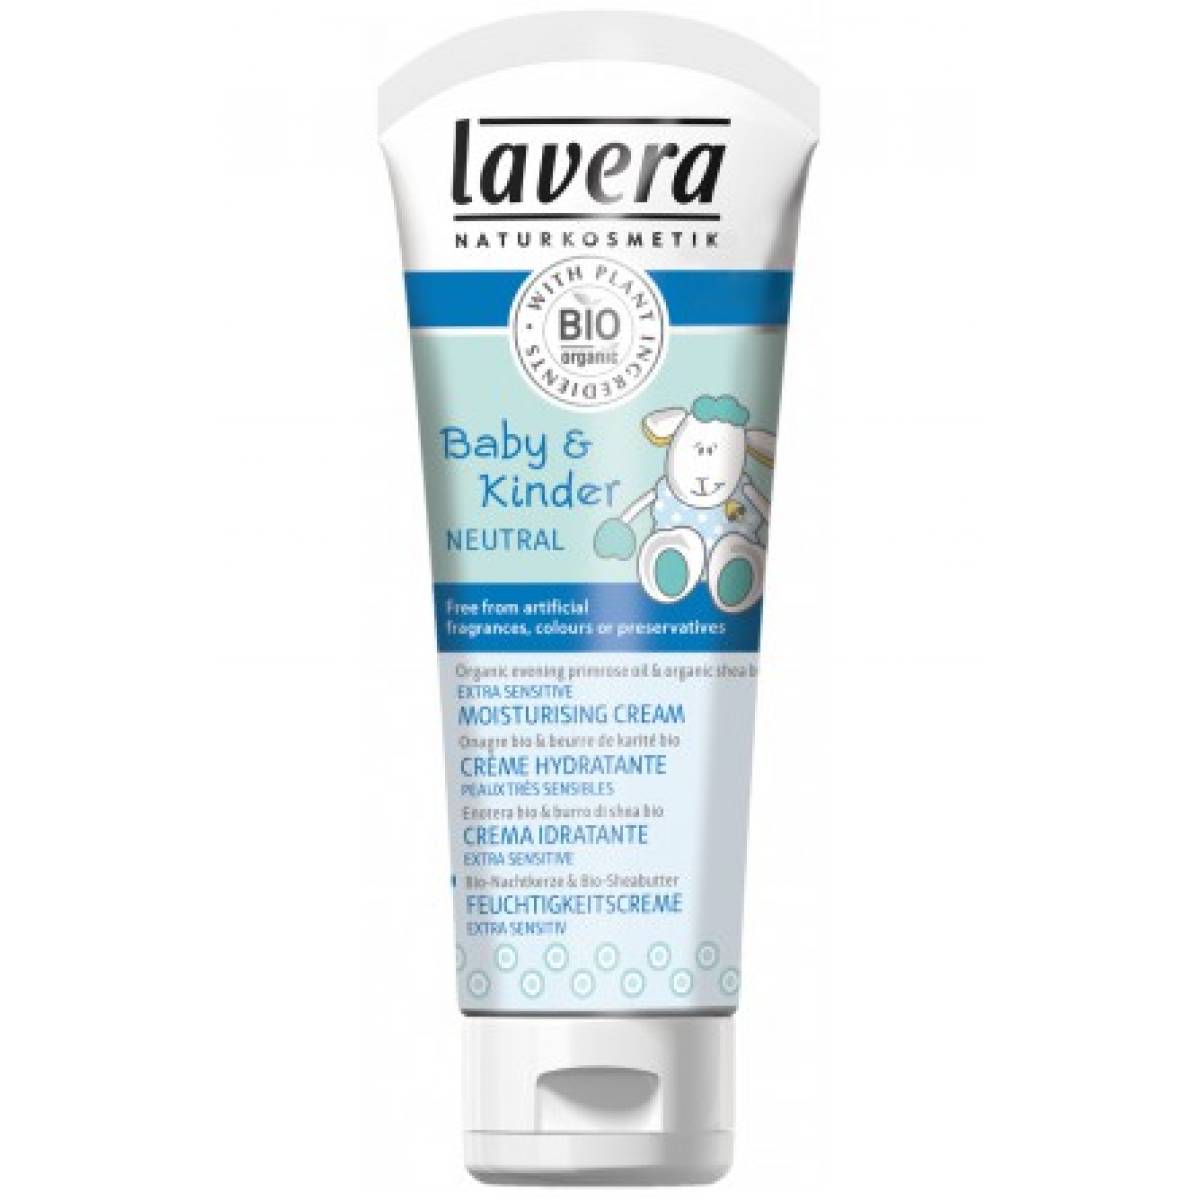 lavera
NATURKOSMETIK
WITH PLANT INGREDIENTS
BIO
organic
Baby &
Kinder
NEUTRAL
Free from artificial
fragrances, colours or preservatives
Organic evening primrose oil & organic shea b
EXTRA SENSITIVE
MOISTURISING CREAM
Onagre bio & beurre de karité bio
CRÈME HYDRATANTE
PEAUX TRÈS SENSIBLES
Enotera bio & burro di shea bio
CREMA IDRATANTE
EXTRA SENSITIVE
Bio-Nachtkerze & Bio-Sheabutter
FEUCHTIGKEITSCREME
EXTRA SENSITIV